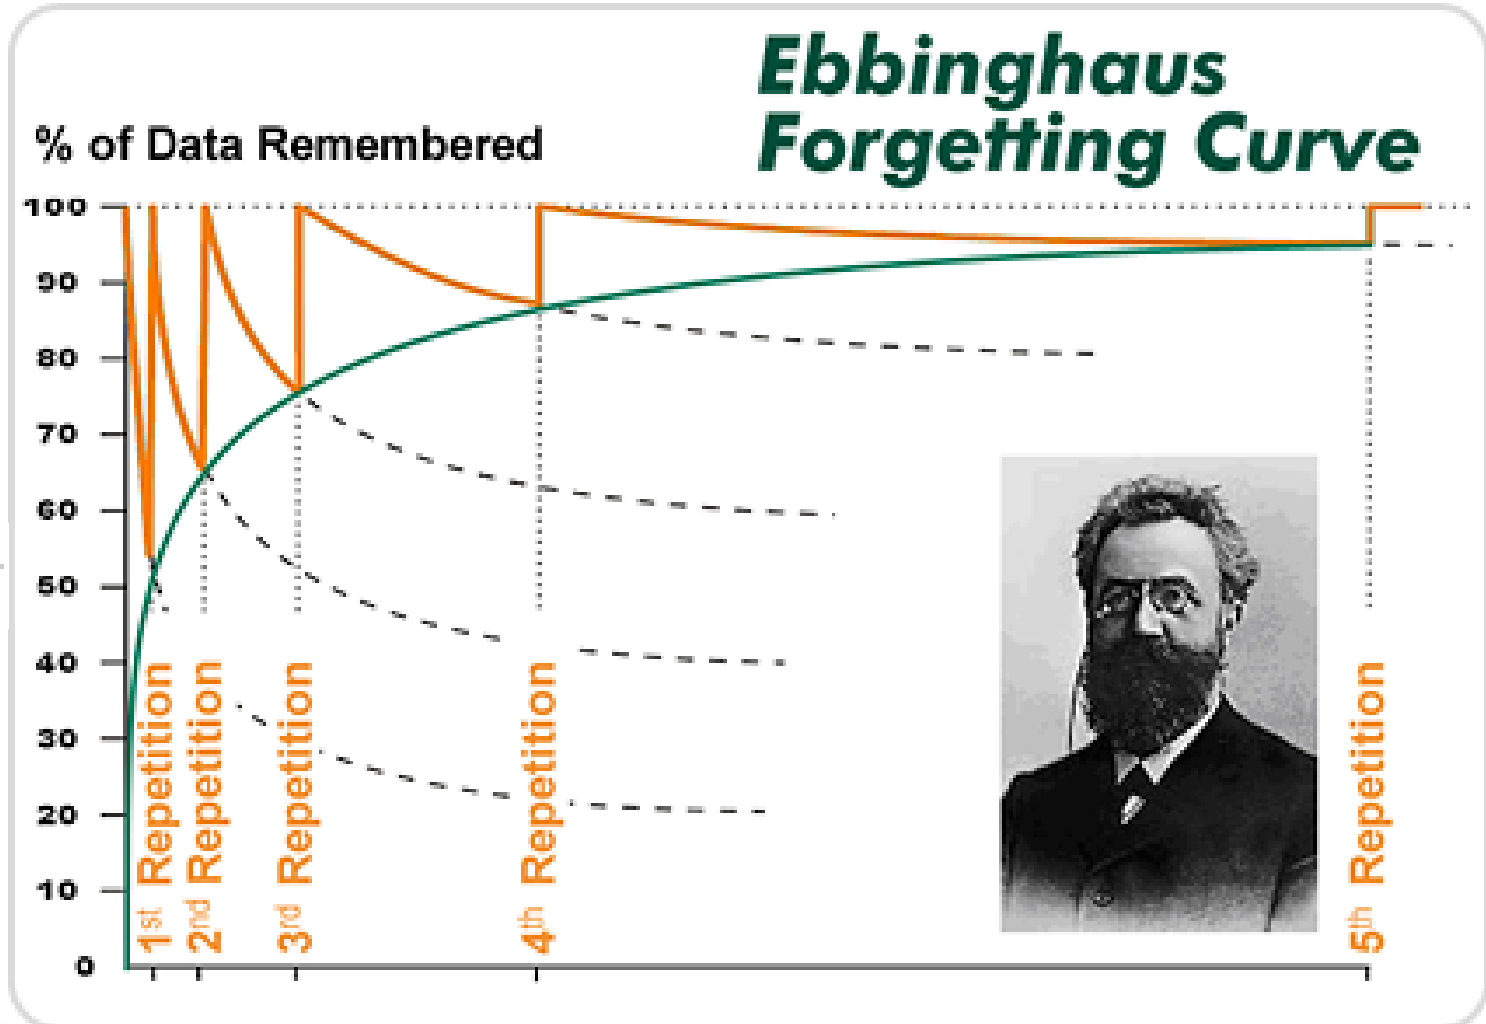 Ebbinghaus
Forgetting Curve
% of Data Remembered
100
90
80
70
60
50
40
30
20
10
0
1st Repetition
2nd Repetition
3rd Repetition
4th Repetition
5th Repetition